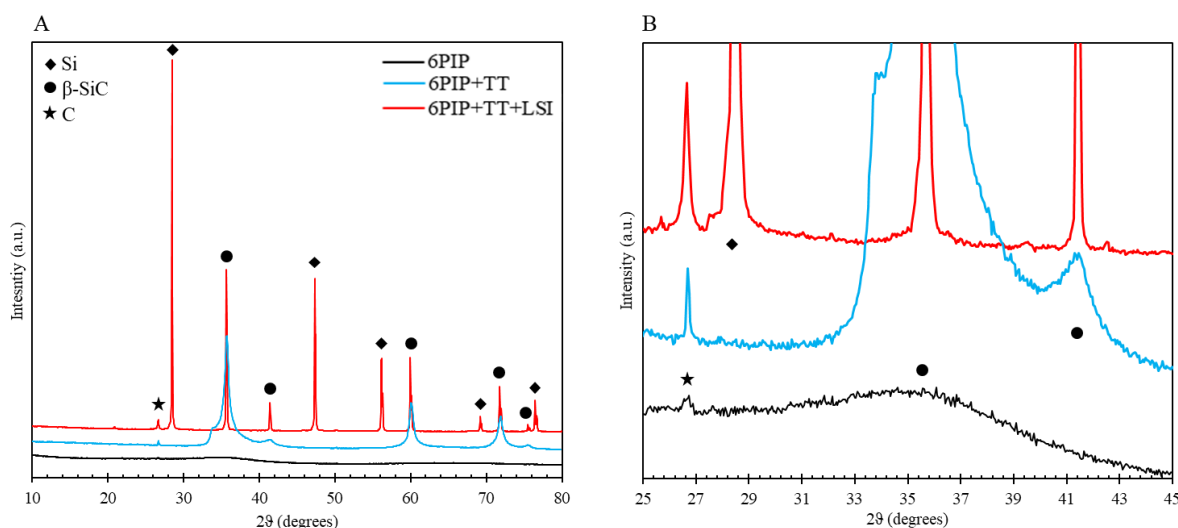 A
Si
β-SiC
C
6PIP
6PIP+TT
6PIP+TT+LSI
Intesntiy (a.u.)
10 20 30 40 50 60 70 80
2ϑ (degrees)
B
Intensity (a.u.)
25 27 29 31 33 35 37 39 41 43 45
2ϑ (degrees)